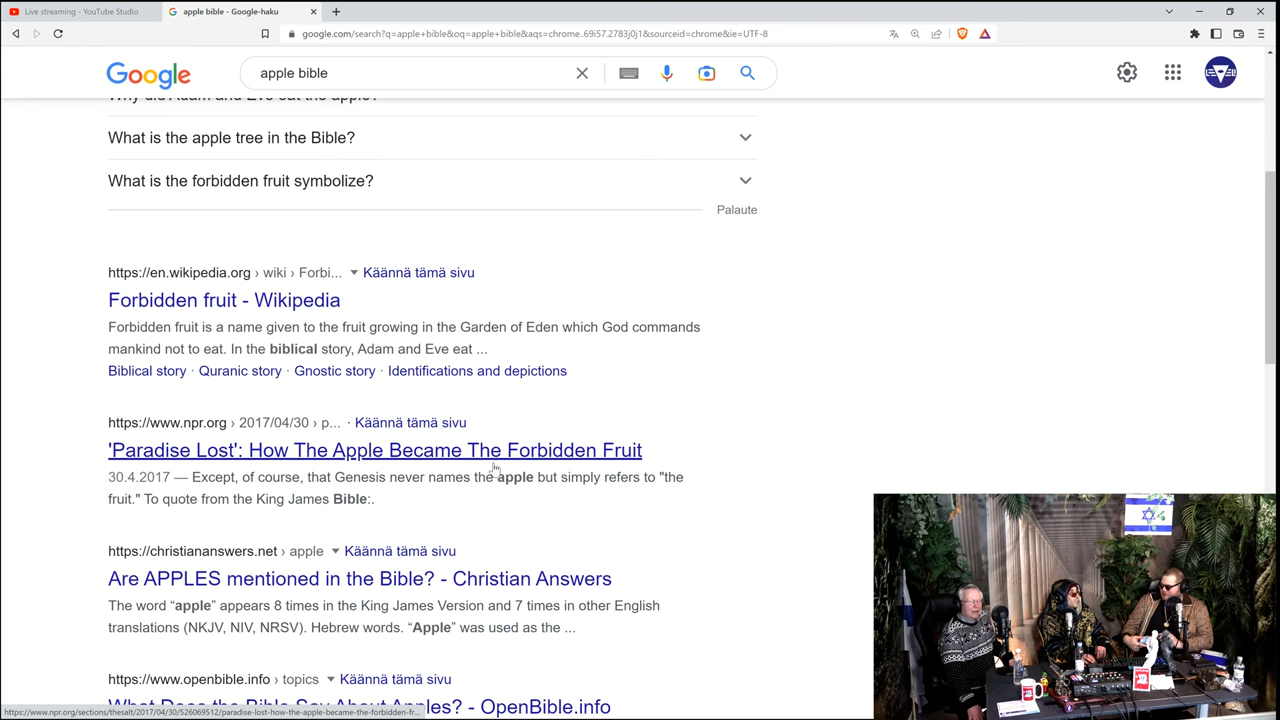 Live streaming - YouTube Studio
apple bible - Google-haku
google.com/search?q=apple+bible&oq=apple+bible&aqs=chrome..69i57.2783j0j1&sourceid=chrome&ie=UTF-8
Google
apple bible
Why did Adam and Eve eat the apple?
What is the apple tree in the Bible?
What is the forbidden fruit symbolize?
Palaute
https://en.wikipedia.org › wiki › Forbi... Käännä tämä sivu
Forbidden fruit - Wikipedia
Forbidden fruit is a name given to the fruit growing in the Garden of Eden which God commands
mankind not to eat. In the biblical story, Adam and Eve eat ...
Biblical story · Quranic story · Gnostic story · Identifications and depictions
https://www.npr.org › 2017/04/30 › p... · Käännä tämä sivu
'Paradise Lost': How The Apple Became The Forbidden Fruit
30.4.2017 — Except, of course, that Genesis never names the apple but simply refers to "the
fruit." To quote from the King James Bible:.
https://christiananswers.net › apple Käännä tämä sivu
Are APPLES mentioned in the Bible? - Christian Answers
The word “apple” appears 8 times in the King James Version and 7 times in other English
translations (NKJV, NIV, NRSV). Hebrew words. “Apple” was used as the ...
https://www.openbible.info › topics Käännä tämä sivu
What Does the Bible Say About Apples? - OpenBible.info
https://www.npr.org/sections/thesalt/2017/04/30/526069512/paradise-lost-how-the-apple-became-the-forbidden-fr...